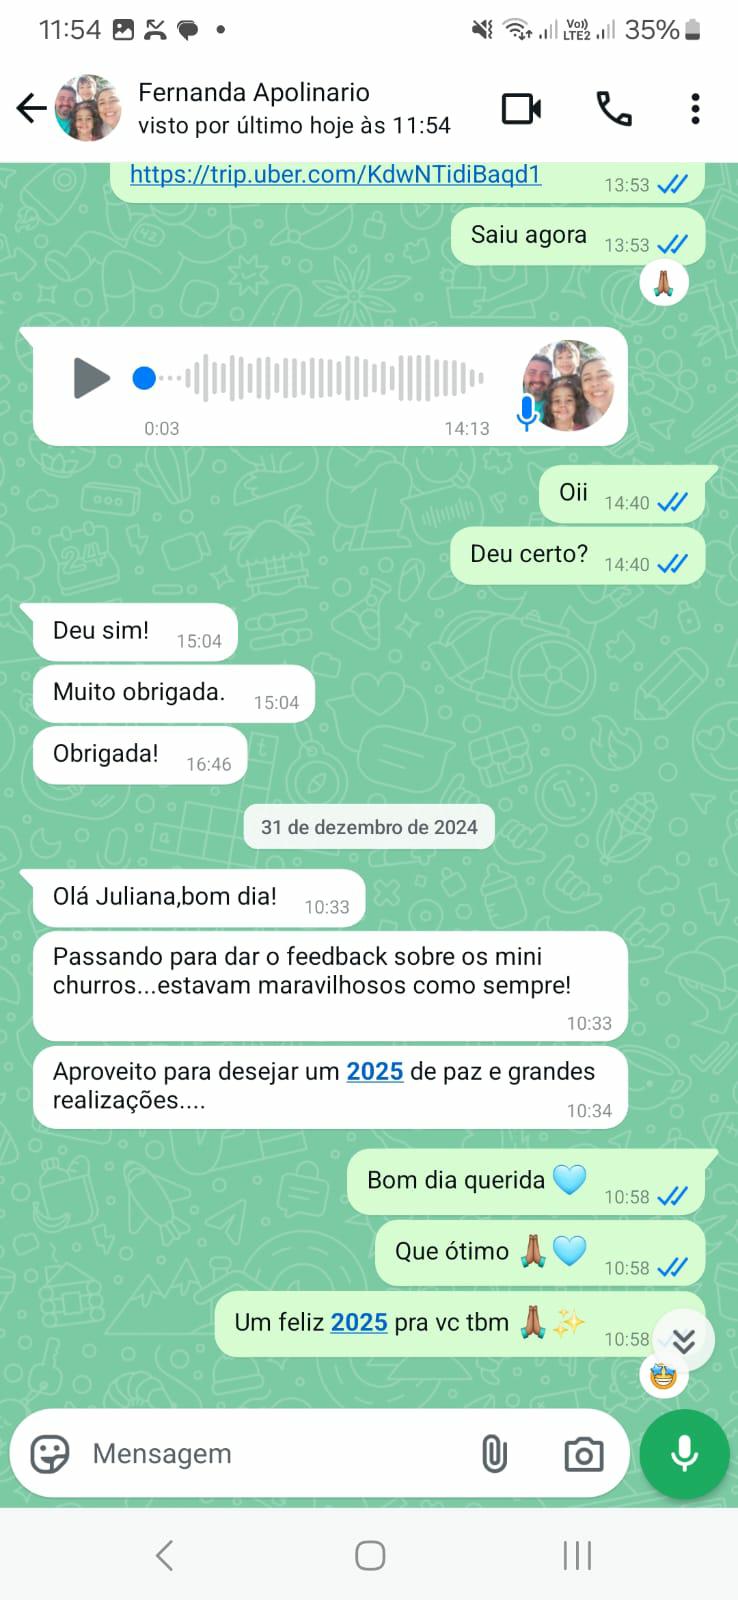 11:54
Vo))
LTE2
35%
Fernanda Apolinario
visto por último hoje às 11:54
https://trip.uber.com/KdwNTidiBaqd1
13:53
Saiu agora 13:53
0:03 14:13
Oii 14:40
Deu certo? 14:40
Deu sim! 15:04
Muito obrigada. 15:04
Obrigada! 16:46
31 de dezembro de 2024
Olá Juliana,bom dia! 10:33
Passando para dar o feedback sobre os mini
churros...estavam maravilhosos como sempre!
10:33
Aproveito para desejar um 2025 de paz e grandes
realizações.... 10:34
Bom dia querida 🩵 10:58
Que ótimo 🙏🏾🩵 10:58
Um feliz 2025 pra vc tbm 🙏🏾✨ 10:58
Mensagem